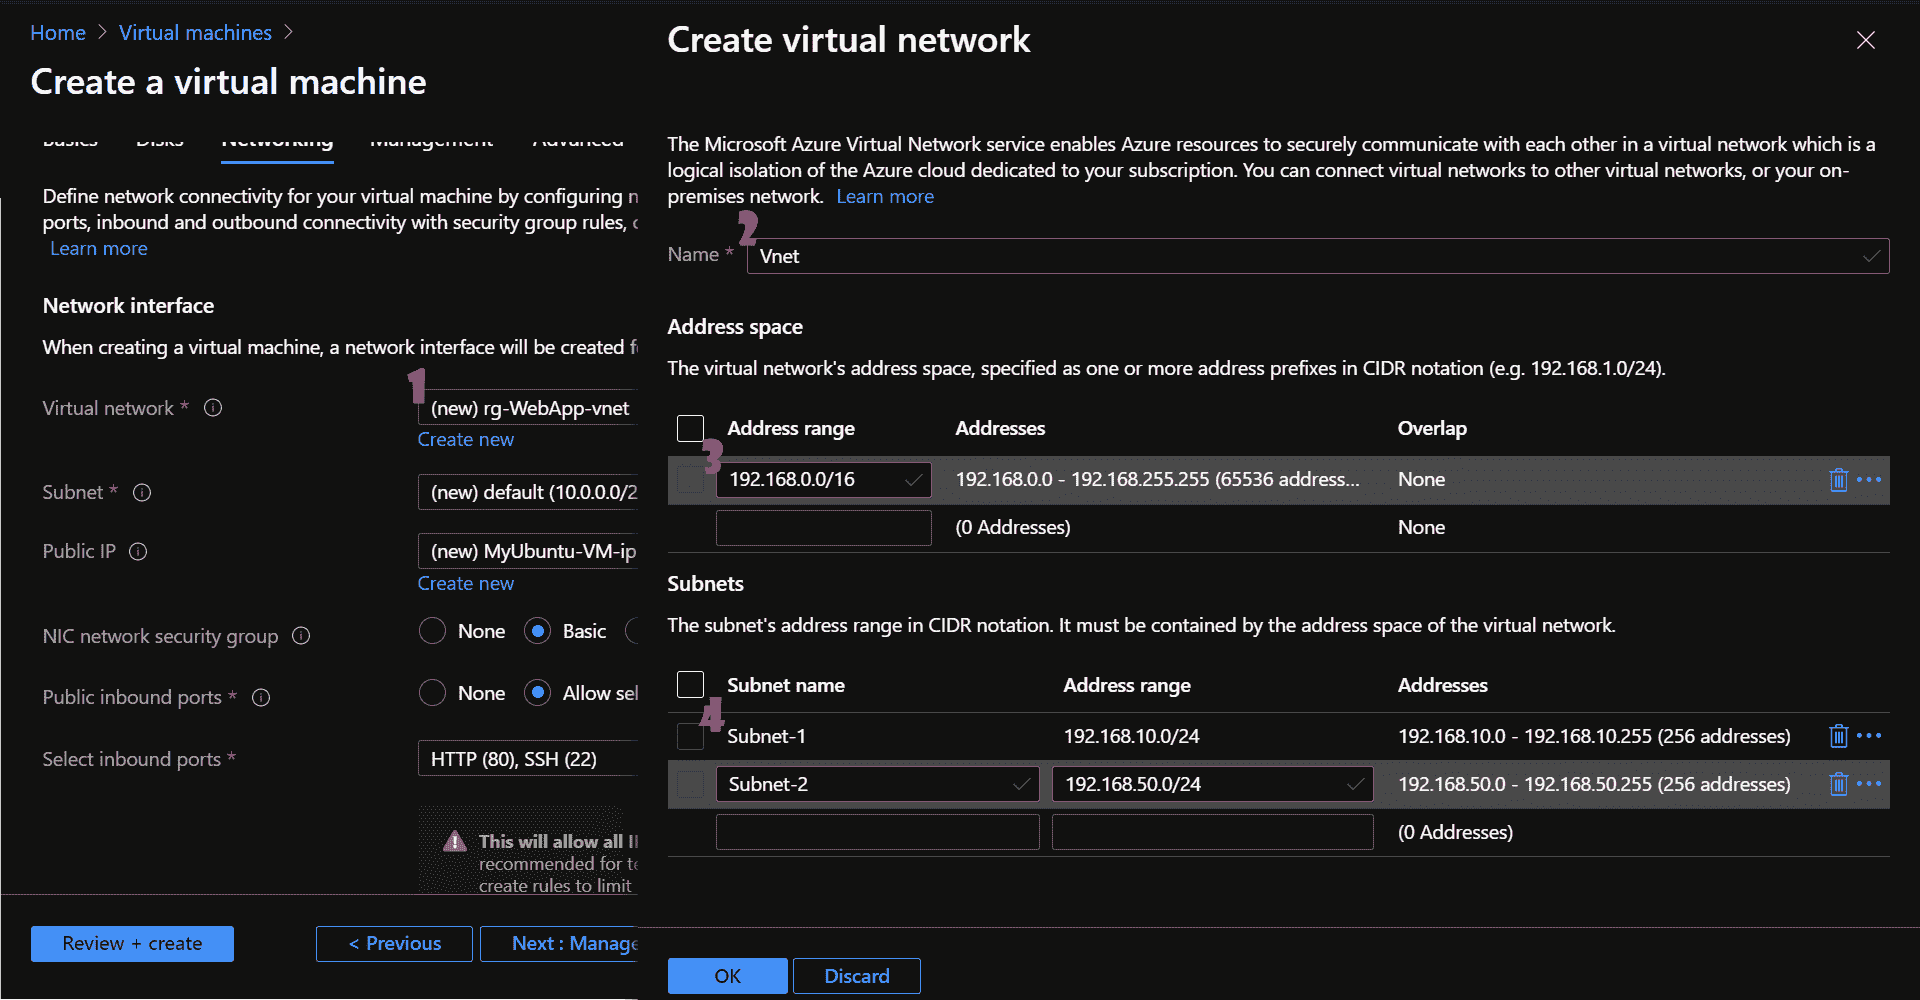 Home > Virtual machines >
Create a virtual machine
Basics Disks Networking Management Advanced
Define network connectivity for your virtual machine by configuring
ports, inbound and outbound connectivity with security group rules,
Learn more
Network interface
When creating a virtual machine, a network interface will be created
1
Virtual network *
(new) rg-WebApp-vnet
Create new
Subnet *
(new) default (10.0.0.0/2
Public IP
(new) MyUbuntu-VM-ip
Create new
NIC network security group
None Basic
Public inbound ports *
None Allow sel
Select inbound ports *
HTTP (80), SSH (22)
This will allow all
recommended for te
create rules to limit
Review + create
< Previous
Next : Manage
Create virtual network
The Microsoft Azure Virtual Network service enables Azure resources to securely communicate with each other in a virtual network which is a
logical isolation of the Azure cloud dedicated to your subscription. You can connect virtual networks to other virtual networks, or your on-
premises network. Learn more
2
Name * Vnet
Address space
The virtual network's address space, specified as one or more address prefixes in CIDR notation (e.g. 192.168.1.0/24).
Address range Addresses Overlap
3
192.168.0.0/16 192.168.0.0 - 192.168.255.255 (65536 address... None
(0 Addresses) None
Subnets
The subnet's address range in CIDR notation. It must be contained by the address space of the virtual network.
Subnet name Address range Addresses
4
Subnet-1 192.168.10.0/24 192.168.10.0 - 192.168.10.255 (256 addresses)
Subnet-2 192.168.50.0/24 192.168.50.0 - 192.168.50.255 (256 addresses)
(0 Addresses)
OK
Discard